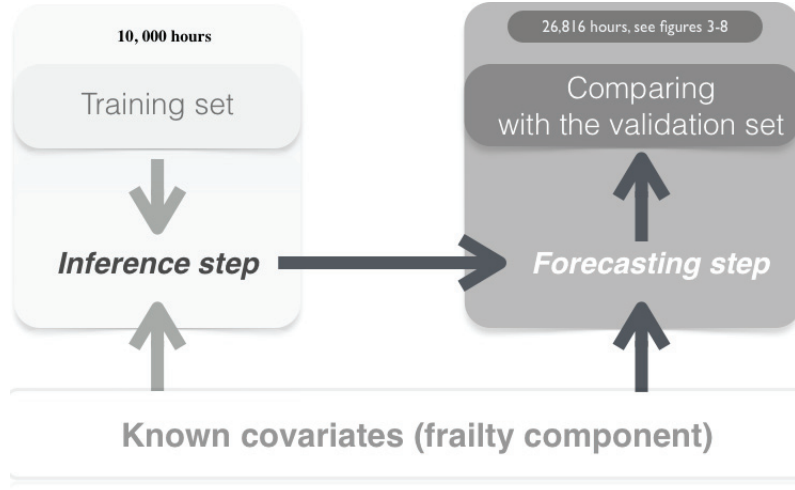 10, 000 hours
Training set
Inference step
26,816 hours, see figures 3-8
Comparing
with the validation set
Forecasting step
Known covariates (frailty component)